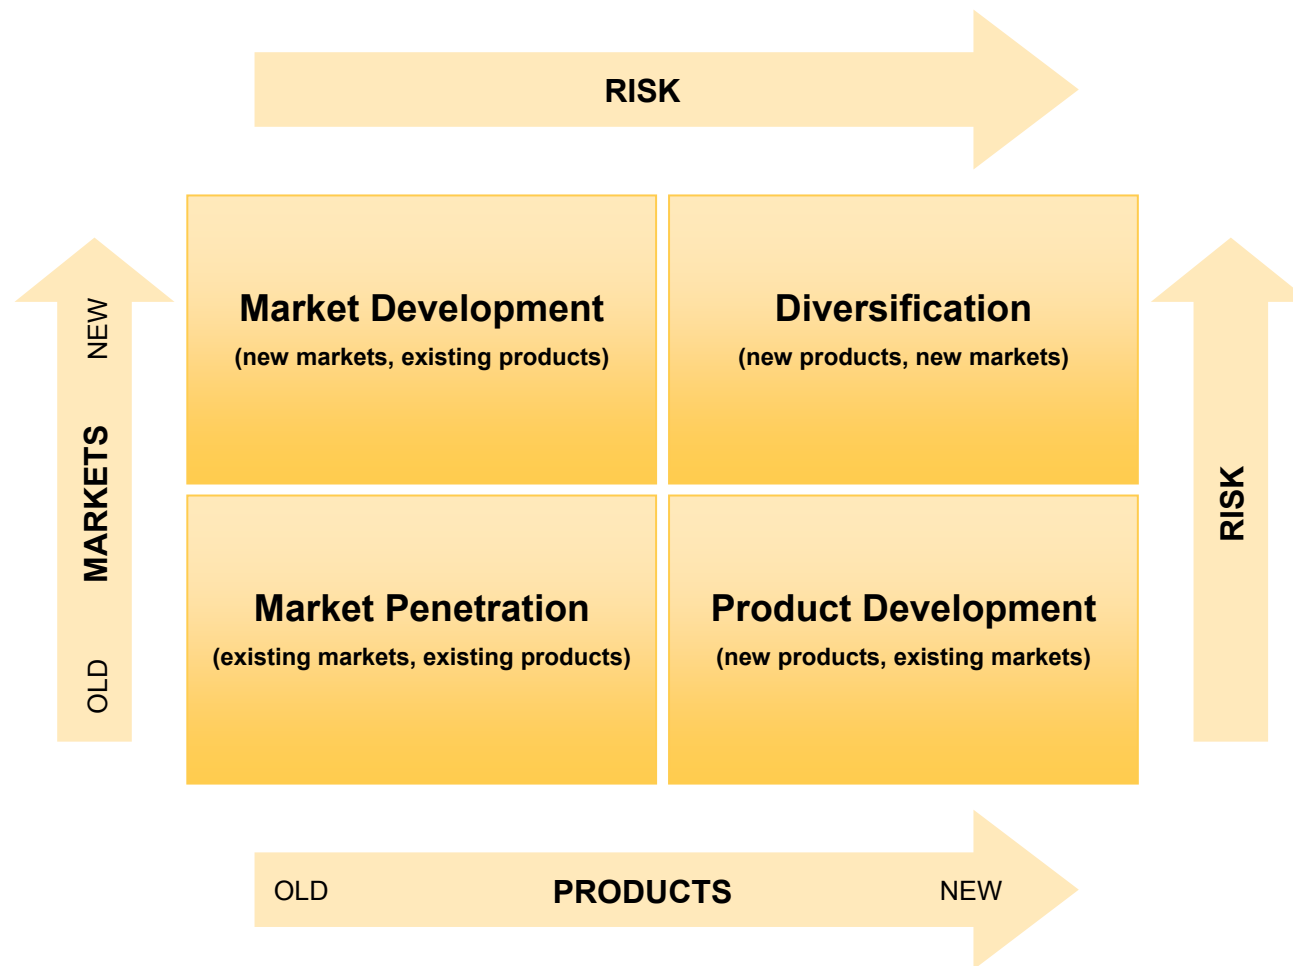 RISK
Market Development
(new markets, existing products)
Diversification
(new products, new markets)
NEW
MARKETS
OLD
RISK
Market Penetration
(existing markets, existing products)
Product Development
(new products, existing markets)
OLD
PRODUCTS
NEW